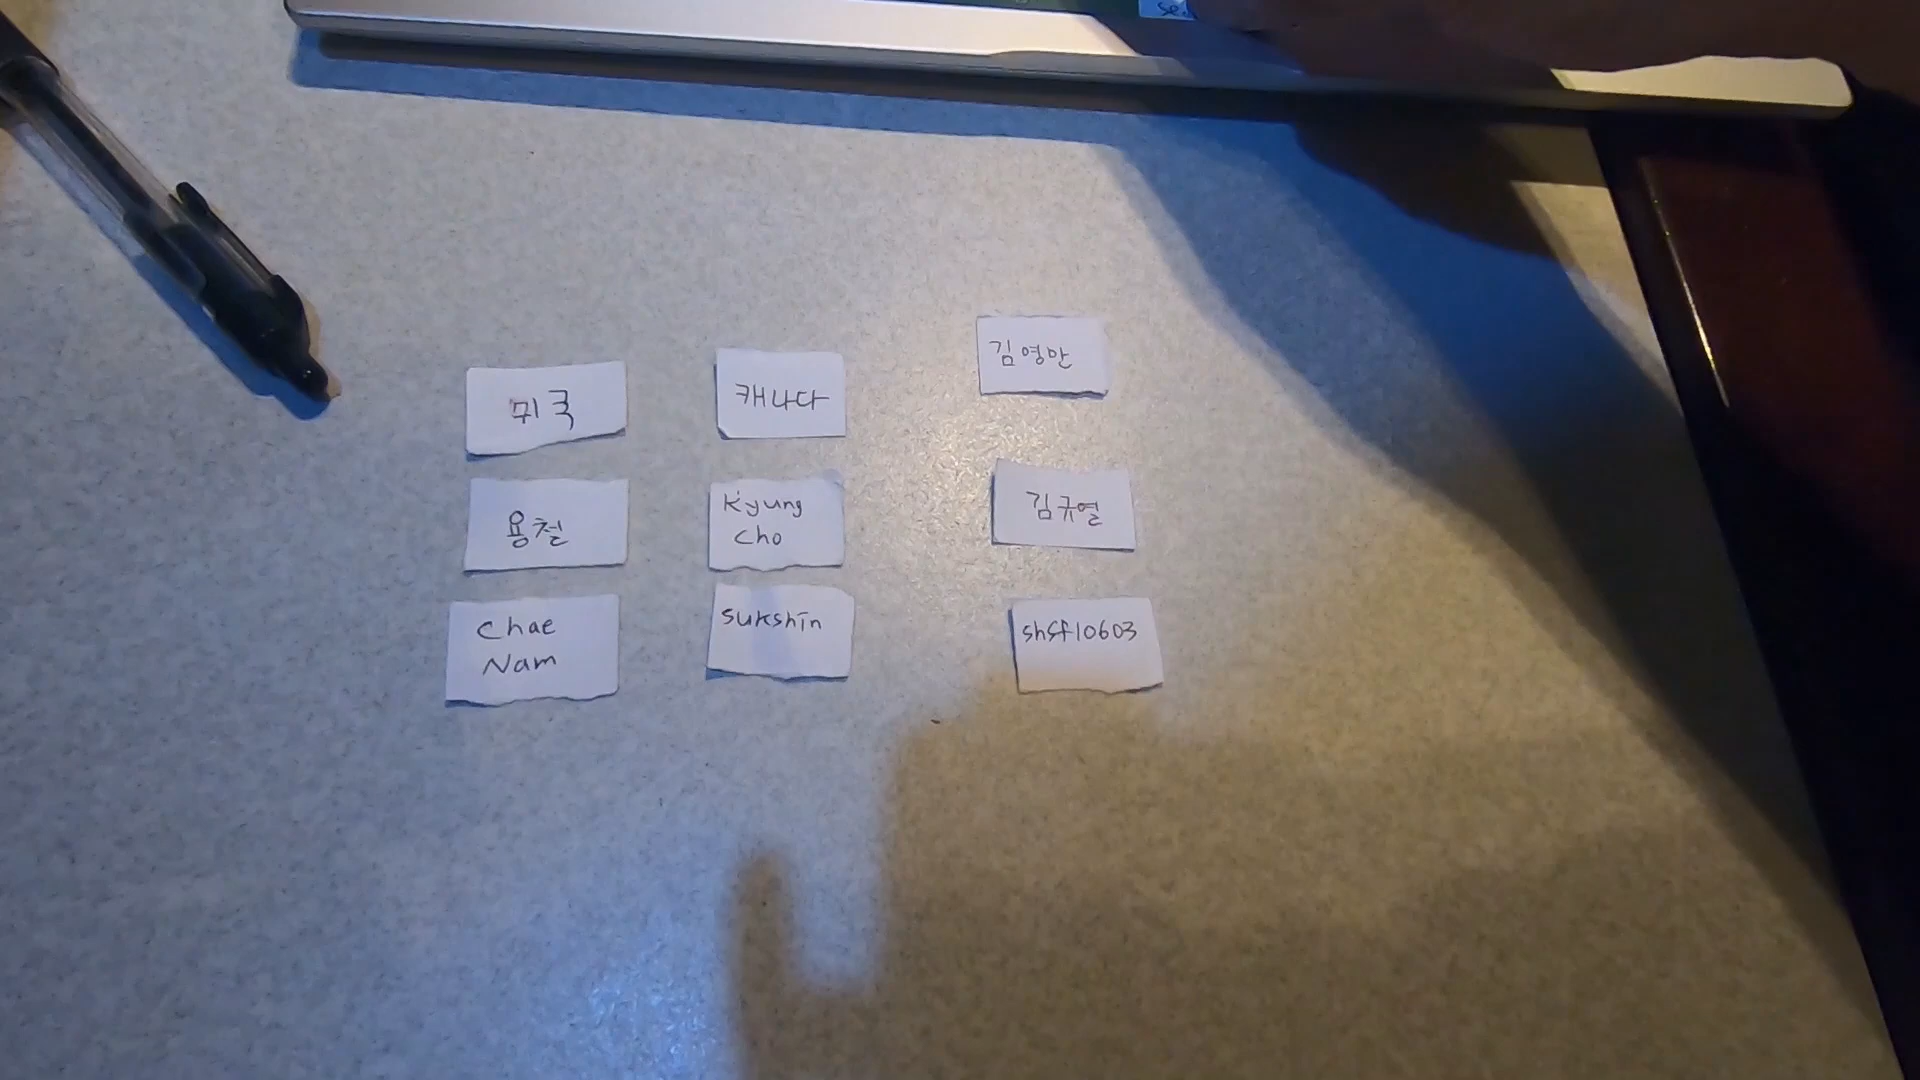 미국
캐나다
김영만
용철
Kyung
Cho
김규열
Chae
Nam
sukshin
shsf10603